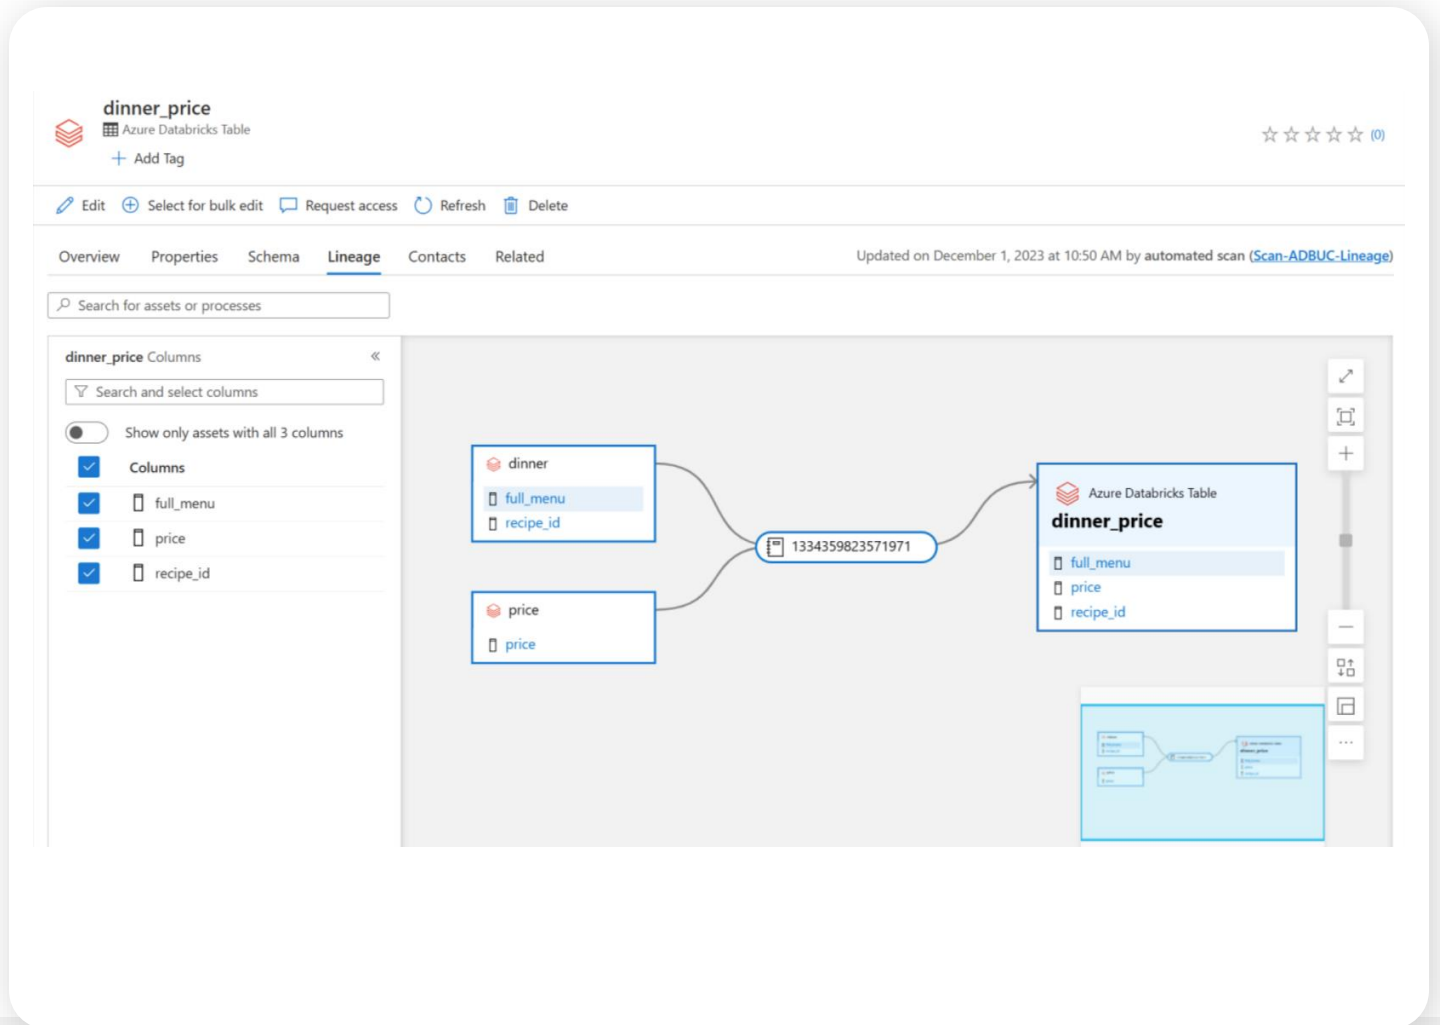 dinner_price
Azure Databricks Table
Add Tag
(0)
Edit Select for bulk edit Request access Refresh Delete
Overview Properties Schema Lineage Contacts Related
Updated on December 1, 2023 at 10:50 AM by automated scan (Scan-ADBUC-Lineage)
Search for assets or processes
dinner_price Columns
Search and select columns
Show only assets with all 3 columns
Columns
full_menu
price
recipe_id
dinner
full_menu
recipe_id
price
price
1334359823571971
Azure Databricks Table
dinner_price
full_menu
price
recipe_id